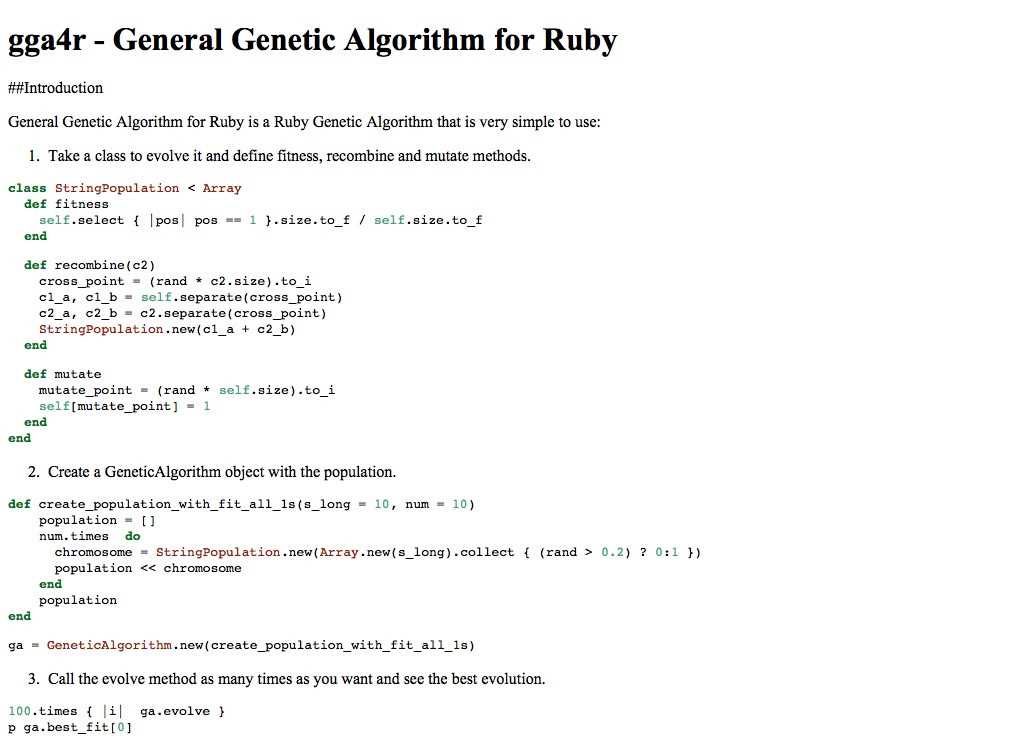 gga4r - General Genetic Algorithm for Ruby
##Introduction
General Genetic Algorithm for Ruby is a Ruby Genetic Algorithm that is very simple to use:
1. Take a class to evolve it and define fitness, recombine and mutate methods.
class StringPopulation < Array
  def fitness
    self.select { |pos| pos == 1 }.size.to_f / self.size.to_f
  end
  def recombine(c2)
    cross_point = (rand * c2.size).to_i
    c1_a, c1_b = self.separate(cross_point)
    c2_a, c2_b = c2.separate(cross_point)
    StringPopulation.new(c1_a + c2_b)
  end
  def mutate
    mutate_point = (rand * self.size).to_i
    self[mutate_point] = 1
  end
end
2. Create a GeneticAlgorithm object with the population.
def create_population_with_fit_all_1s(s_long = 10, num = 10)
    population = []
    num.times  do
      chromosome = StringPopulation.new(Array.new(s_long).collect { (rand > 0.2) ? 0:1 })
      population << chromosome
    end
    population
end
ga = GeneticAlgorithm.new(create_population_with_fit_all_1s)
3. Call the evolve method as many times as you want and see the best evolution.
100.times { |i|  ga.evolve }
p ga.best_fit[0]